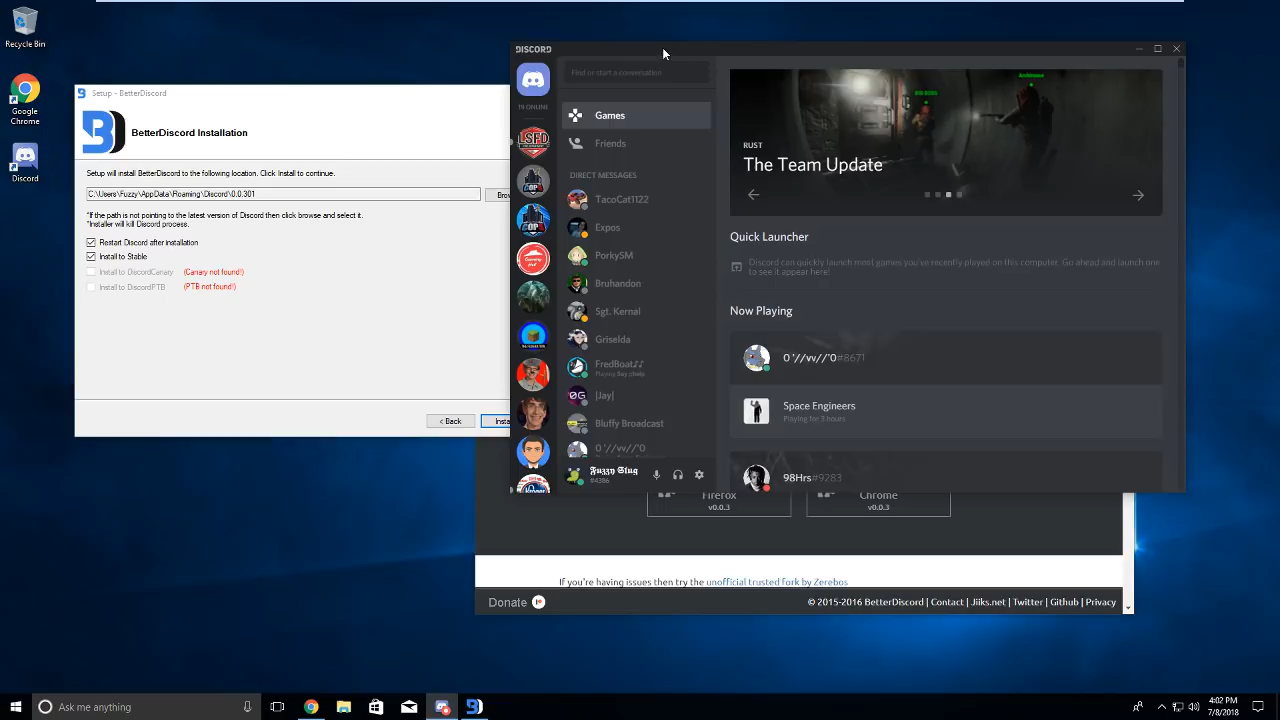 Recycle Bin
Google
Chrome
Discord
Setup - BetterDiscord
BetterDiscord Installation
Setup will install BetterDiscord to the following location. Click Install to continue.
C:\Users\Fuzzy\AppData\Roaming\Discord\0.0.301
*If the path is not pointing to the latest version of Discord then click browse and select it.
*Installer will kill Discord process.
Restart Discord after installation
Install to Stable
Install to DiscordCanary (Canary not found!)
Install to DiscordPTB (PTB not found!)
< Back
DISCORD
Find or start a conversation
19 ONLINE
LSFD
Games
Friends
DIRECT MESSAGES
TacoCat1122
Expos
PorkySM
Bruhandon
Sgt. Kernal
Griselda
FredBoat♪♪
|Jay|
Bluffy Broadcast
0 '//vv//'0
Fuzzy Slug
#4386
RUST
The Team Update
Quick Launcher
Discord can quickly launch most games you've recently played on this computer. Go ahead and launch one
to see it appear here!
Now Playing
0 '//vv//'0#8671
Space Engineers
Playing for 3 hours
98Hrs#9283
Firefox
v0.0.3
Chrome
v0.0.3
If you're having issues then try the unofficial trusted fork by Zerebos
Donate
© 2015-2016 BetterDiscord | Contact | Jiiks.net | Twitter | Github | Privacy
Ask me anything
4:02 PM
7/8/2018